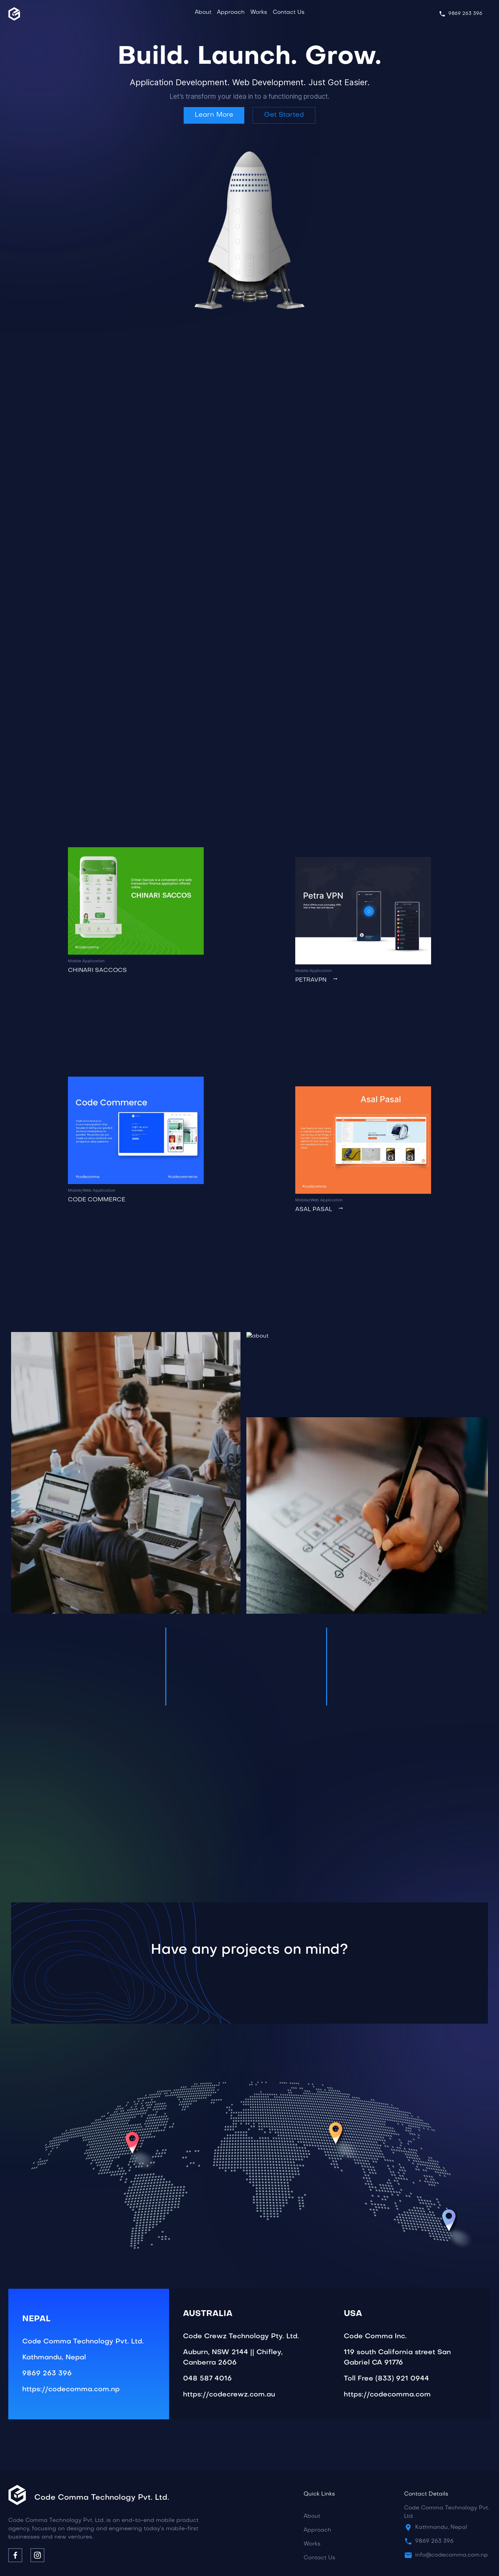 About Approach Works Contact Us
9869 263 396
Build. Launch. Grow.
Application Development. Web Development. Just Got Easier.
Let's transform your idea in to a functioning product.
Learn More
Get Started
CHINARI SACCOS
#codecomma
Mobile Application
CHINARI SACCOCS
Petra VPN
Mobile Application
PETRAVPN →
Code Commerce
#codecomma
#codecommerce
Mobile/Web Application
CODE COMMERCE
Asal Pasal
#codecomma
Mobile/Web Application
ASAL PASAL →
about
Have any projects on mind?
NEPAL
Code Comma Technology Pvt. Ltd.
Kathmandu, Nepal
9869 263 396
https://codecomma.com.np
AUSTRALIA
Code Crewz Technology Pty. Ltd.
Auburn, NSW 2144 || Chifley,
Canberra 2606
048 587 4016
https://codecrewz.com.au
USA
Code Comma Inc.
119 south California street San
Gabriel CA 91776
Toll Free (833) 921 0944
https://codecomma.com
Code Comma Technology Pvt. Ltd.
Code Comma Technology Pvt. Ltd. is an end-to-end mobile product
agency, focusing on designing and engineering today's mobile-first
businesses and new ventures.
Quick Links
About
Approach
Works
Contact Us
Contact Details
Code Comma Technology Pvt.
Ltd.
Kathmandu, Nepal
9869 263 396
info@codecomma.com.np